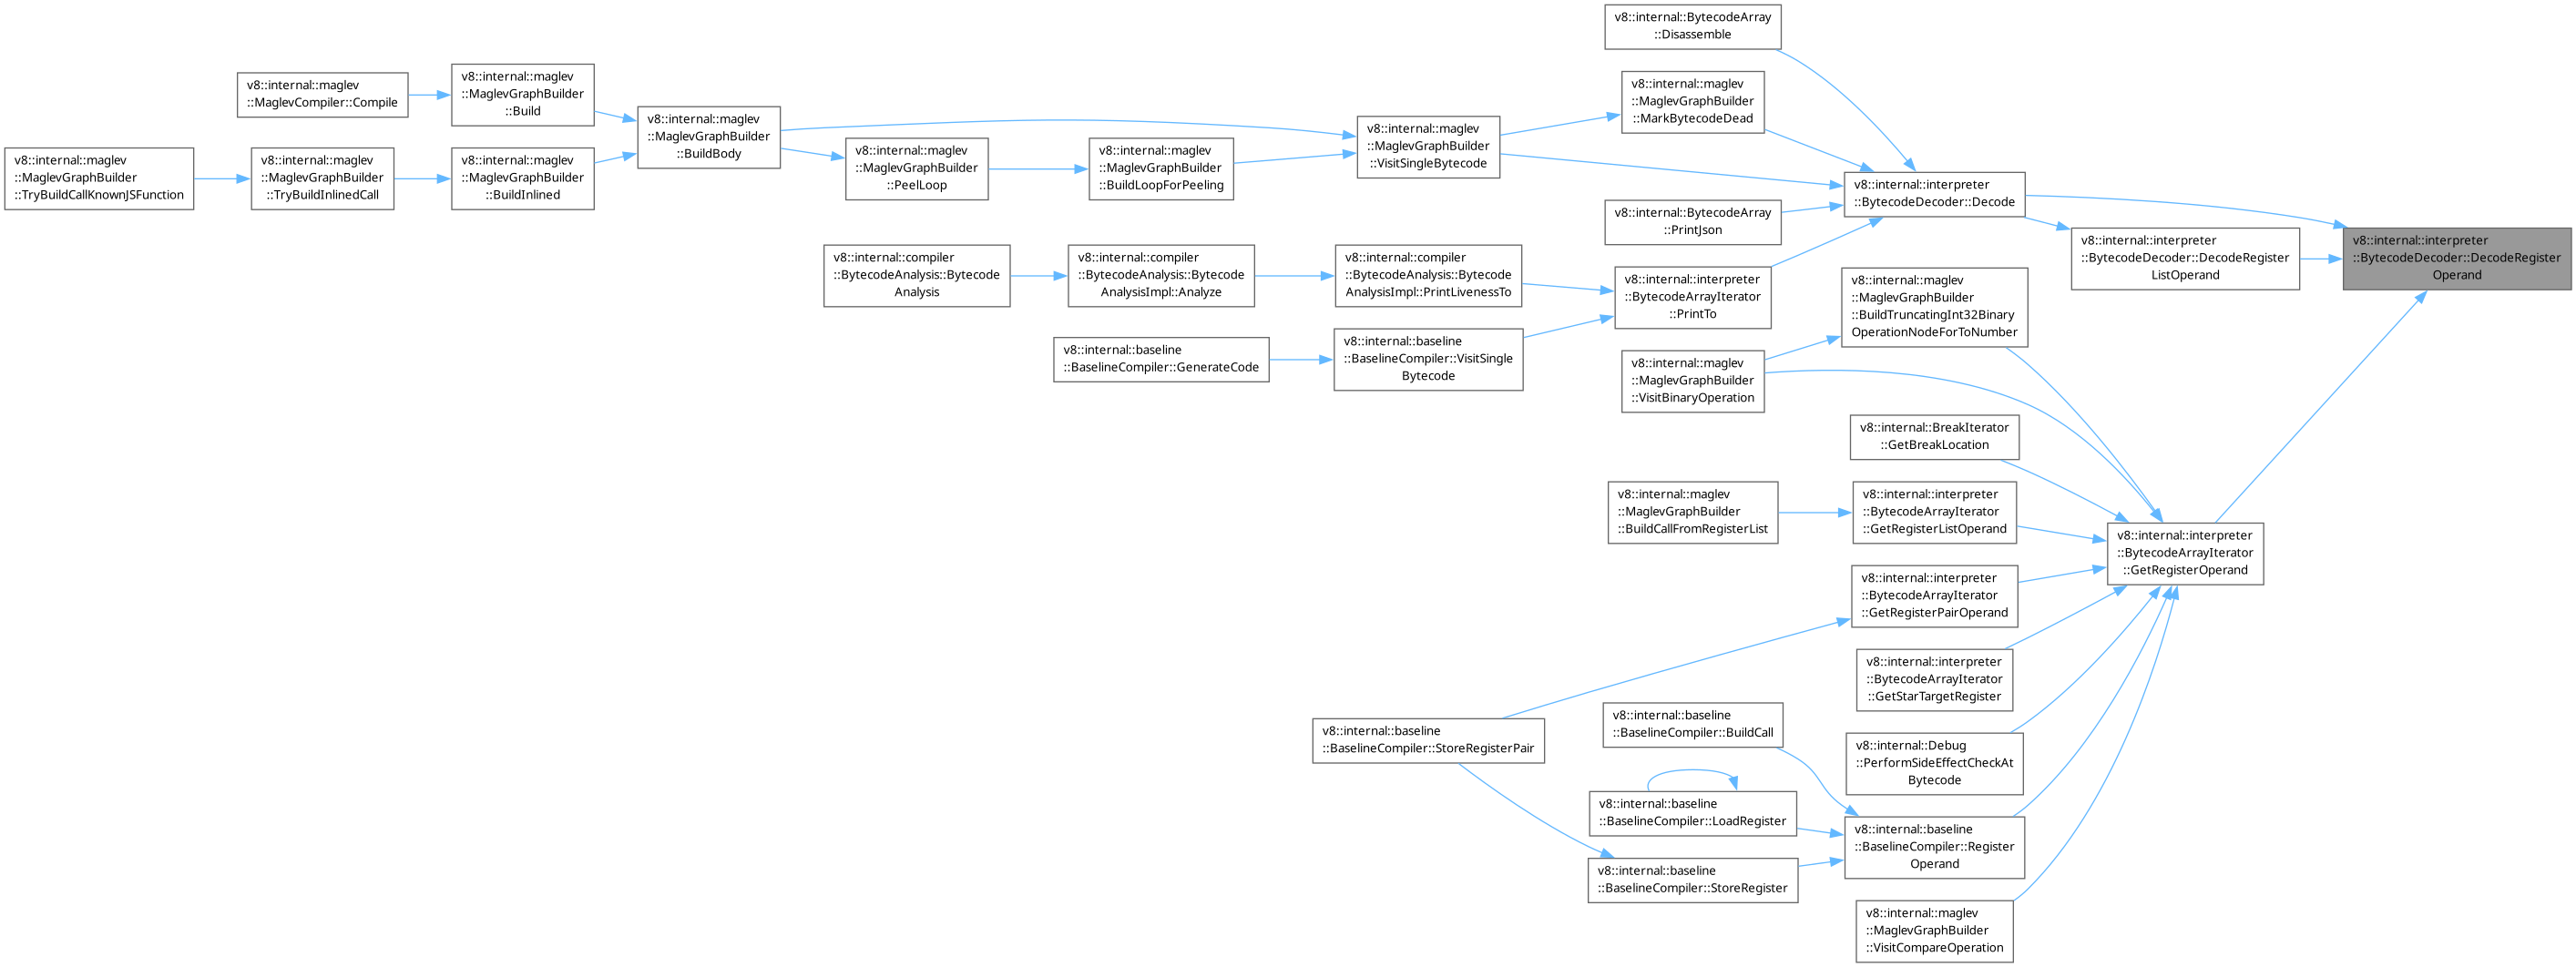 v8::internal::BytecodeArray
::Disassemble
v8::internal::maglev
::MaglevCompiler::Compile
v8::internal::maglev
::MaglevGraphBuilder
::Build
v8::internal::maglev
::MaglevGraphBuilder
::BuildBody
v8::internal::maglev
::MaglevGraphBuilder
::MarkBytecodeDead
v8::internal::maglev
::MaglevGraphBuilder
::VisitSingleBytecode
v8::internal::maglev
::MaglevGraphBuilder
::TryBuildCallKnownJSFunction
v8::internal::maglev
::MaglevGraphBuilder
::TryBuildInlinedCall
v8::internal::maglev
::MaglevGraphBuilder
::BuildInlined
v8::internal::maglev
::MaglevGraphBuilder
::PeelLoop
v8::internal::maglev
::MaglevGraphBuilder
::BuildLoopForPeeling
v8::internal::interpreter
::BytecodeDecoder::Decode
v8::internal::BytecodeArray
::PrintJson
v8::internal::interpreter
::BytecodeDecoder::DecodeRegister
ListOperand
v8::internal::interpreter
::BytecodeDecoder::DecodeRegister
Operand
v8::internal::compiler
::BytecodeAnalysis::Bytecode
Analysis
v8::internal::compiler
::BytecodeAnalysis::Bytecode
AnalysisImpl::Analyze
v8::internal::compiler
::BytecodeAnalysis::Bytecode
AnalysisImpl::PrintLivenessTo
v8::internal::interpreter
::BytecodeArrayIterator
::PrintTo
v8::internal::maglev
::MaglevGraphBuilder
::BuildTruncatingInt32Binary
OperationNodeForToNumber
v8::internal::baseline
::BaselineCompiler::GenerateCode
v8::internal::baseline
::BaselineCompiler::VisitSingle
Bytecode
v8::internal::maglev
::MaglevGraphBuilder
::VisitBinaryOperation
v8::internal::BreakIterator
::GetBreakLocation
v8::internal::maglev
::MaglevGraphBuilder
::BuildCallFromRegisterList
v8::internal::interpreter
::BytecodeArrayIterator
::GetRegisterListOperand
v8::internal::interpreter
::BytecodeArrayIterator
::GetRegisterOperand
v8::internal::interpreter
::BytecodeArrayIterator
::GetRegisterPairOperand
v8::internal::interpreter
::BytecodeArrayIterator
::GetStarTargetRegister
v8::internal::baseline
::BaselineCompiler::StoreRegisterPair
v8::internal::baseline
::BaselineCompiler::BuildCall
v8::internal::Debug
::PerformSideEffectCheckAt
Bytecode
v8::internal::baseline
::BaselineCompiler::LoadRegister
v8::internal::baseline
::BaselineCompiler::Register
Operand
v8::internal::baseline
::BaselineCompiler::StoreRegister
v8::internal::maglev
::MaglevGraphBuilder
::VisitCompareOperation